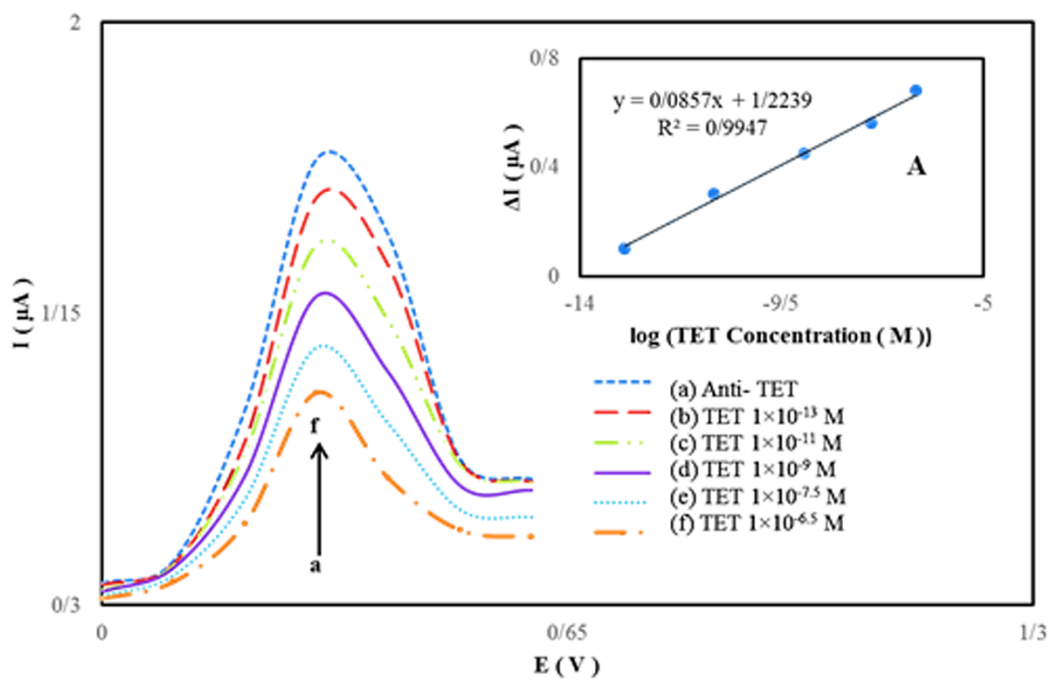 2
1/15
0/3
I ( µA)
0
0/65
1/3
E ( V )
0/8
0/4
0
ΔI ( µA)
y = 0/0857x + 1/2239
R² = 0/9947
A
-14
-9/5
-5
log (TET Concentration ( M ))
(a) Anti- TET
(b) TET 1×10⁻¹³ M
(c) TET 1×10⁻¹¹ M
(d) TET 1×10⁻⁹ M
(e) TET 1×10⁻⁷·⁵ M
(f) TET 1×10⁻⁶·⁵ M
f
a